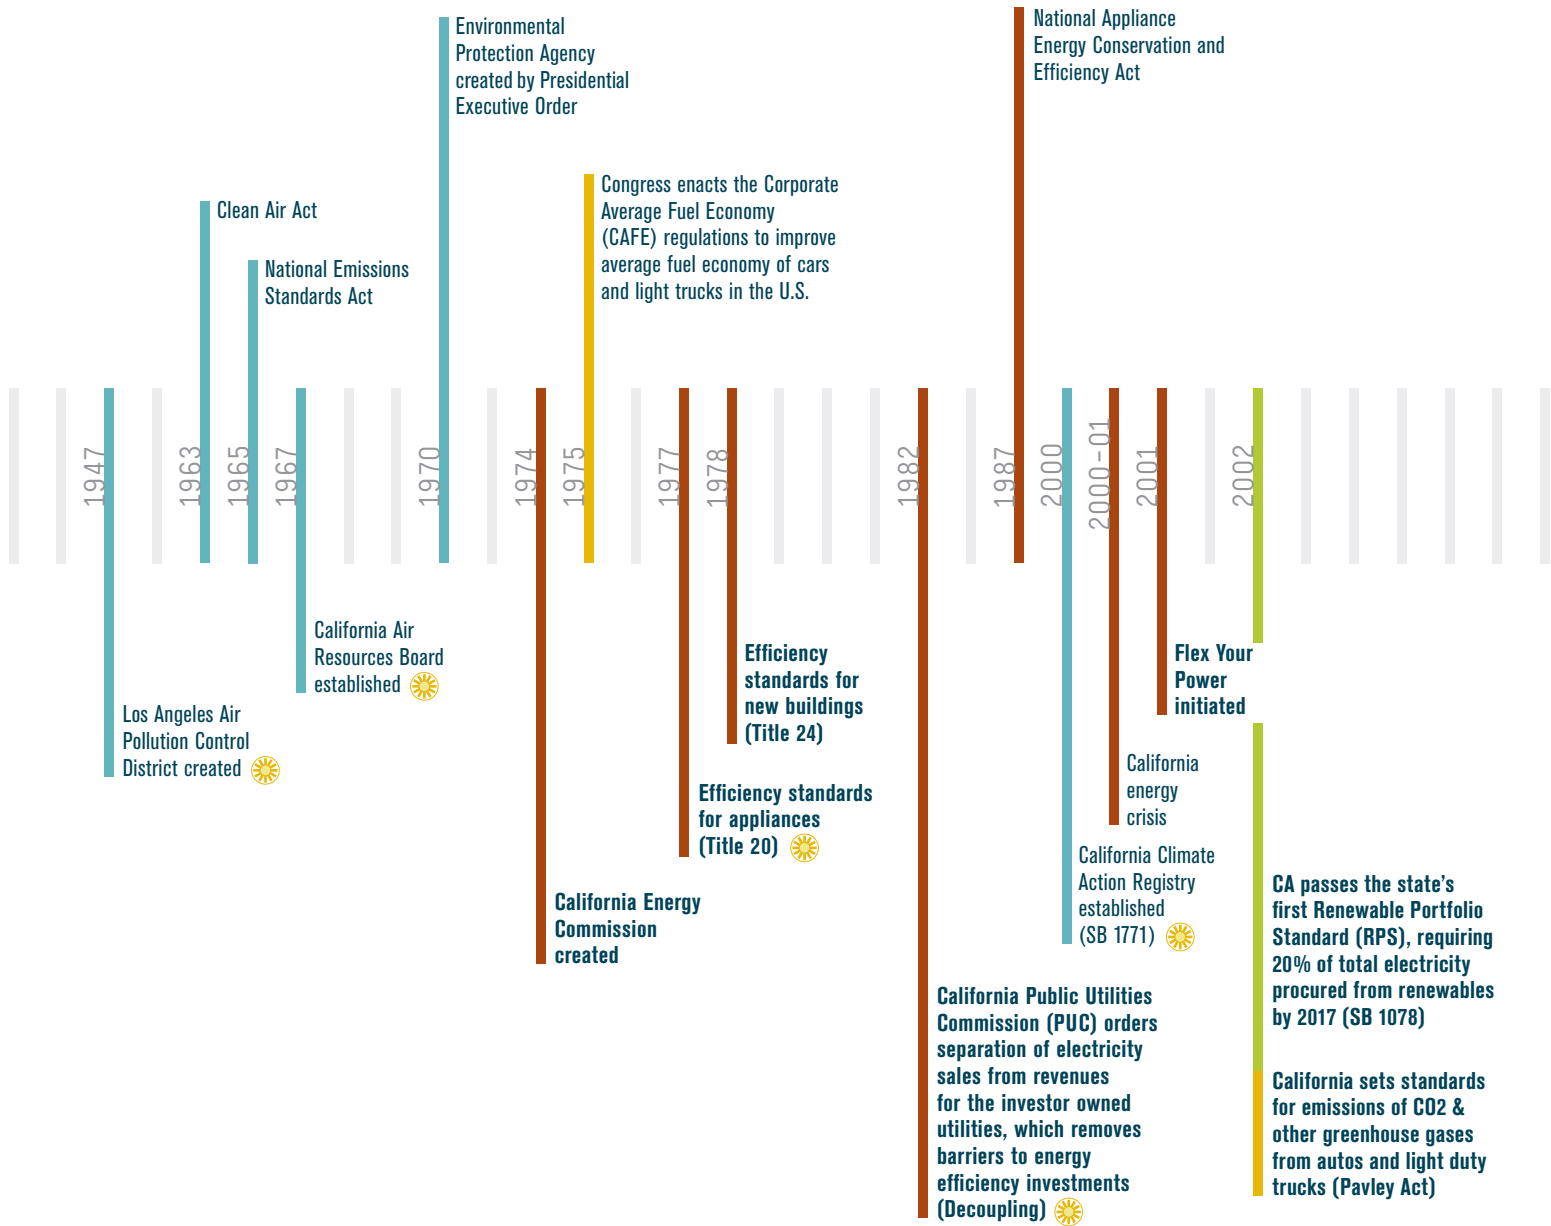 Environmental
Protection Agency
created by Presidential
Executive Order
National Appliance
Energy Conservation and
Efficiency Act
Congress enacts the Corporate
Average Fuel Economy
(CAFE) regulations to improve
average fuel economy of cars
and light trucks in the U.S.
Clean Air Act
National Emissions
Standards Act
1947
1963
1965
1967
1970
1974
1975
1977
1978
1982
1987
2000
2000-01
2001
2002
California Air
Resources Board
established
Los Angeles Air
Pollution Control
District created
Efficiency
standards for
new buildings
(Title 24)
Efficiency standards
for appliances
(Title 20)
California Energy
Commission
created
California Public Utilities
Commission (PUC) orders
separation of electricity
sales from revenues
for the investor owned
utilities, which removes
barriers to energy
efficiency investments
(Decoupling)
Flex Your
Power
initiated
California
energy
crisis
California Climate
Action Registry
established
(SB 1771)
CA passes the state's
first Renewable Portfolio
Standard (RPS), requiring
20% of total electricity
procured from renewables
by 2017 (SB 1078)
California sets standards
for emissions of CO2 &
other greenhouse gases
from autos and light duty
trucks (Pavley Act)